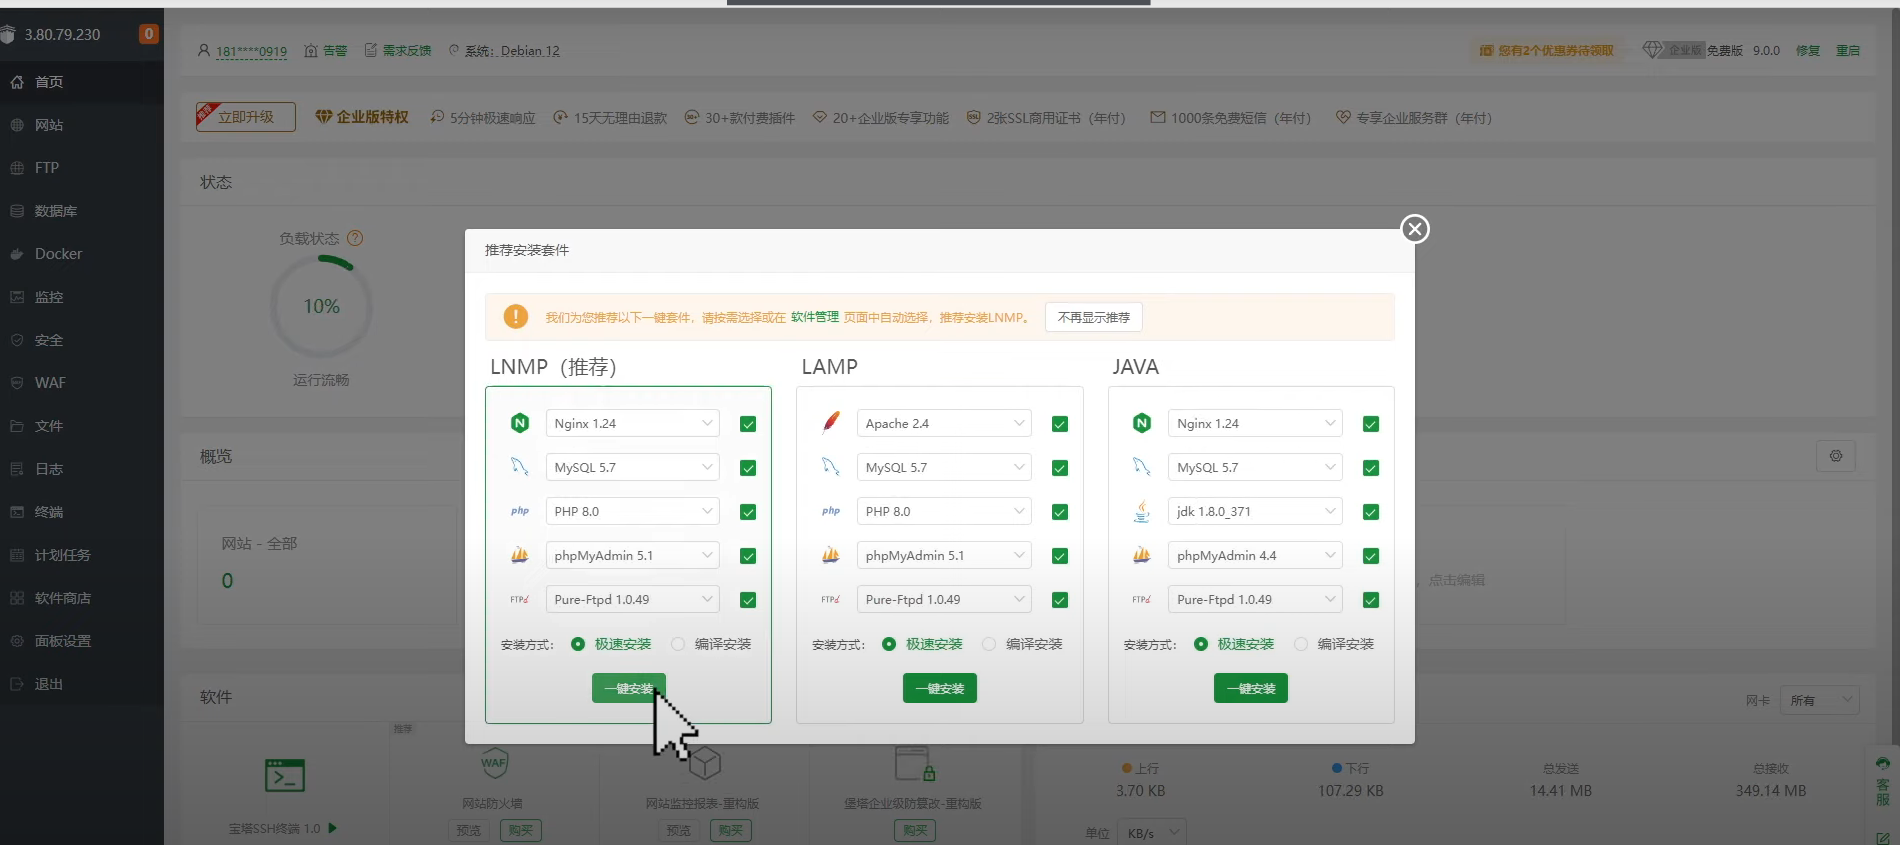 3.80.79.230
0
首页
网站
FTP
数据库
Docker
监控
安全
WAF
文件
日志
终端
计划任务
软件商店
面板设置
退出
181****0919 告警 需求反馈 系统: Debian 12
您有2个优惠券待领取 企业版 免费版 9.0.0 修复 重启
推荐 立即升级 企业版特权 5分钟极速响应 15天无理由退款 30+款付费插件 20+企业版专享功能 2张SSL商用证书（年付） 1000条免费短信（年付） 专享企业服务群（年付）
状态
负载状态
10%
运行流畅
概览
网站 - 全部
0
，点击编辑
软件
推荐
宝塔SSH终端 1.0
WAF
网站防火墙
预览 购买
网站监控报表-重构版
预览 购买
堡塔企业级防篡改-重构版
购买
网卡 所有
上行
3.70 KB
下行
107.29 KB
总发送
14.41 MB
总接收
349.14 MB
单位 KB/s
客服
推荐安装套件
我们为您推荐以下一键套件，请按需选择或在 软件管理 页面中自动选择，推荐安装LNMP。
不再显示推荐
LNMP（推荐）
Nginx 1.24
MySQL 5.7
php PHP 8.0
phpMyAdmin 5.1
FTPd Pure-Ftpd 1.0.49
安装方式: 极速安装 编译安装
一键安装
LAMP
Apache 2.4
MySQL 5.7
php PHP 8.0
phpMyAdmin 5.1
FTPd Pure-Ftpd 1.0.49
安装方式: 极速安装 编译安装
一键安装
JAVA
Nginx 1.24
MySQL 5.7
jdk 1.8.0_371
phpMyAdmin 4.4
FTPd Pure-Ftpd 1.0.49
安装方式: 极速安装 编译安装
一键安装